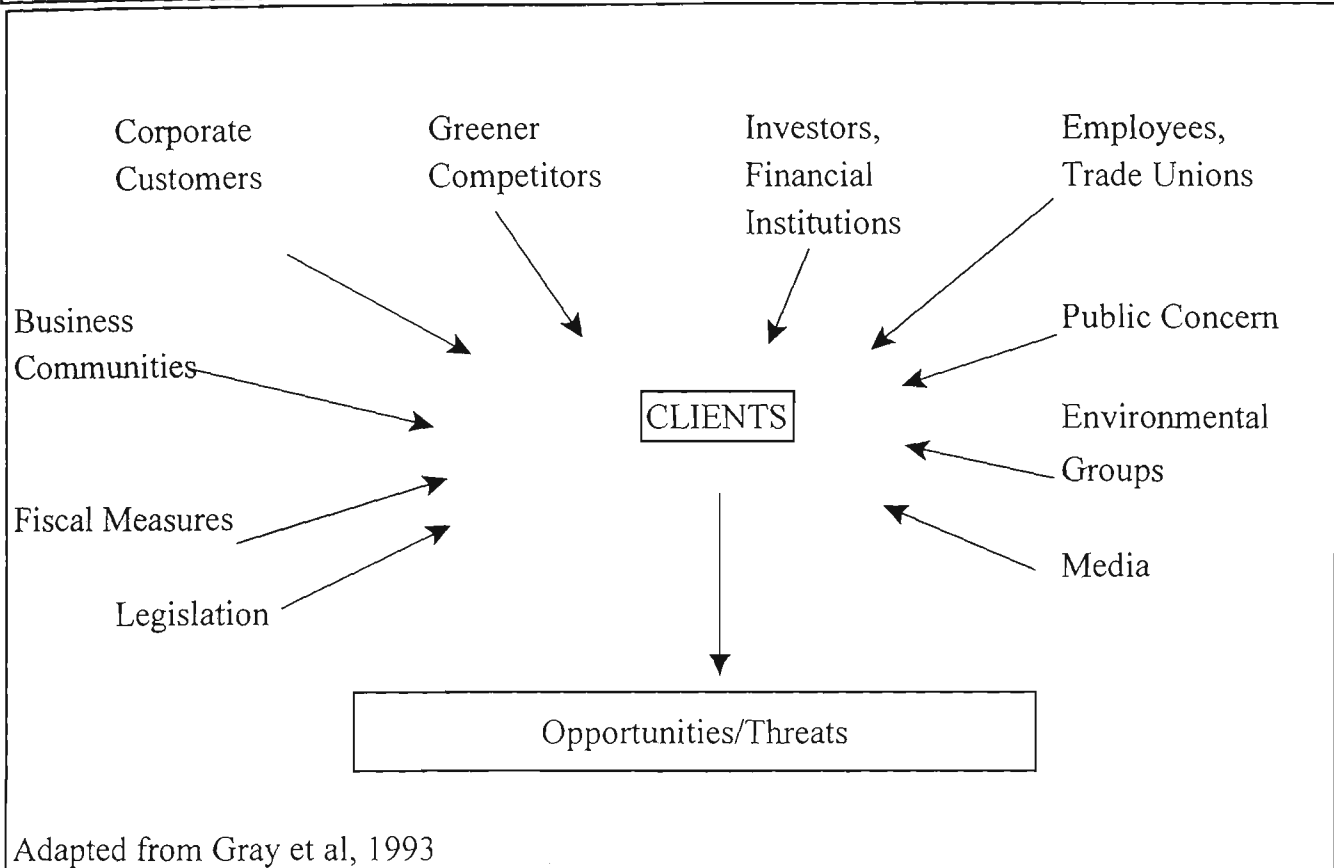 Corporate
Customers
Greener
Competitors
Investors,
Financial
Institutions
Employees,
Trade Unions
Business
Communities
Public Concern
CLIENTS
Environmental
Groups
Fiscal Measures
Media
Legislation
Opportunities/Threats
Adapted from Gray et al, 1993